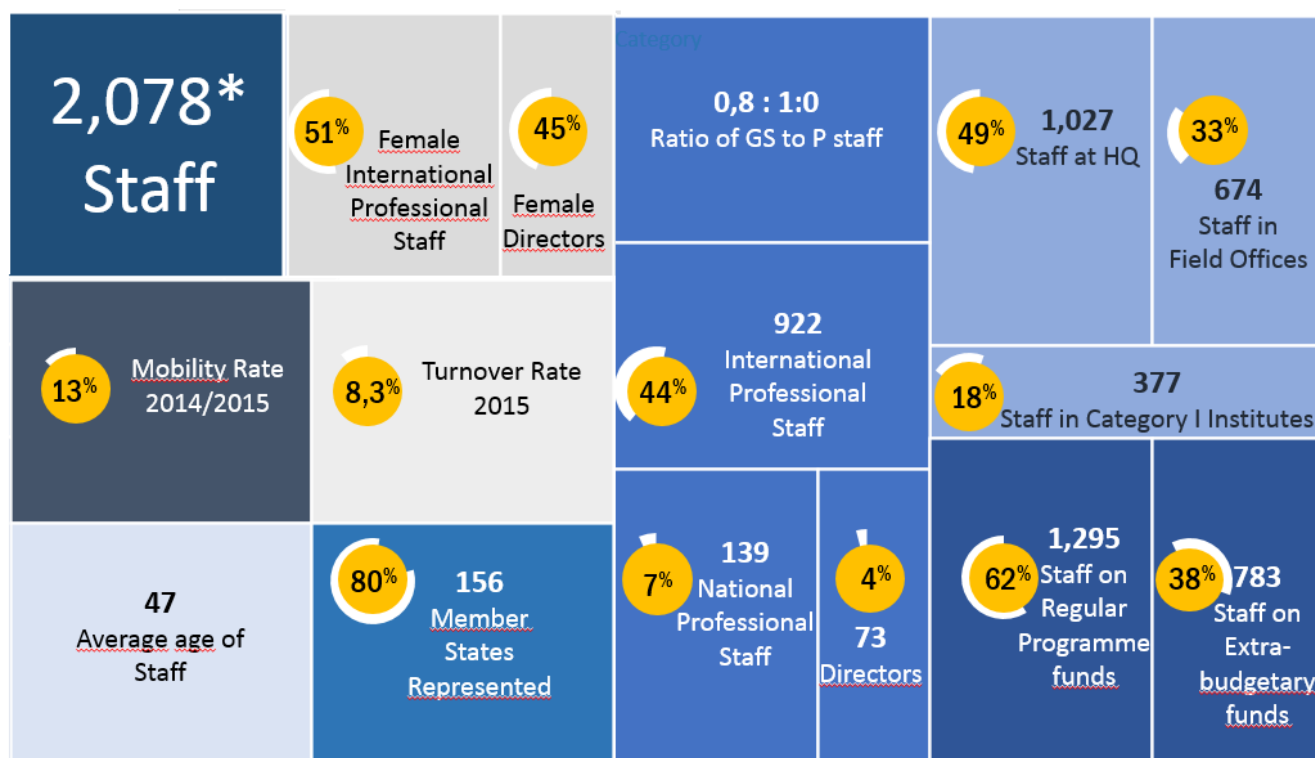 2,078*
Staff
51%
Female
International
Professional
Staff
45%
Female
Directors
Category
0,8 : 1:0
Ratio of GS to P staff
49%
1,027
Staff at HQ
33%
674
Staff in
Field Offices
13%
Mobility Rate
2014/2015
8,3%
Turnover Rate
2015
44%
922
International
Professional
Staff
18%
377
Staff in Category I Institutes
47
Average age of
Staff
80%
156
Member
States
Represented
7%
139
National
Professional
Staff
4%
73
Directors
62%
1,295
Staff on
Regular
Programme
funds
38%
783
Staff on
Extra-
budgetary
funds